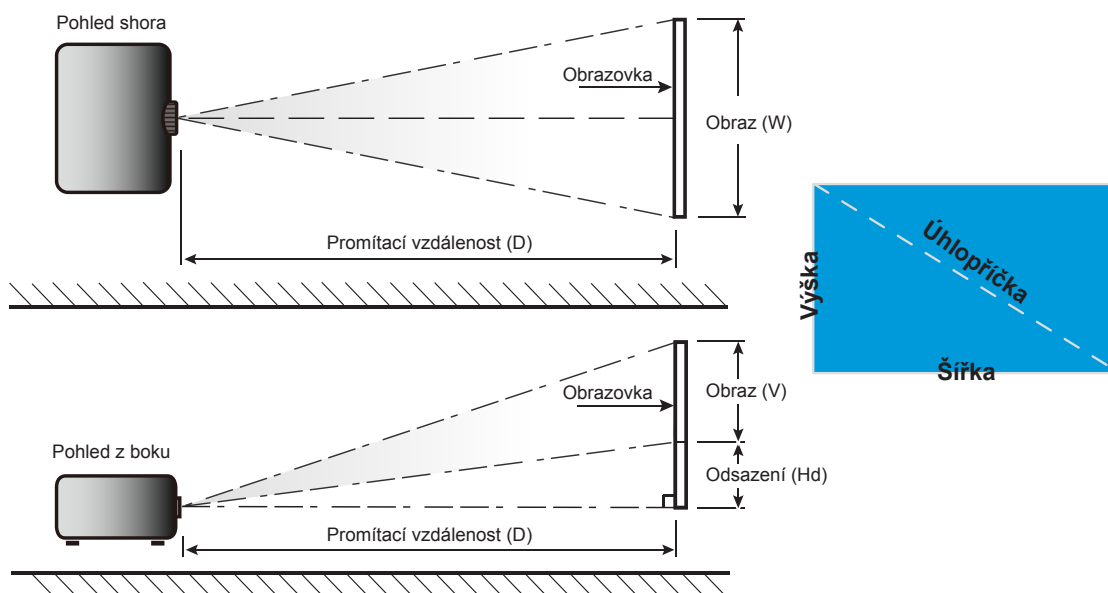 Pohled shora
Obrazovka
Obraz (W)
Promítací vzdálenost (D)
Výška
Úhlopříčka
Šířka
Pohled z boku
Obrazovka
Obraz (V)
Odsazení (Hd)
Promítací vzdálenost (D)